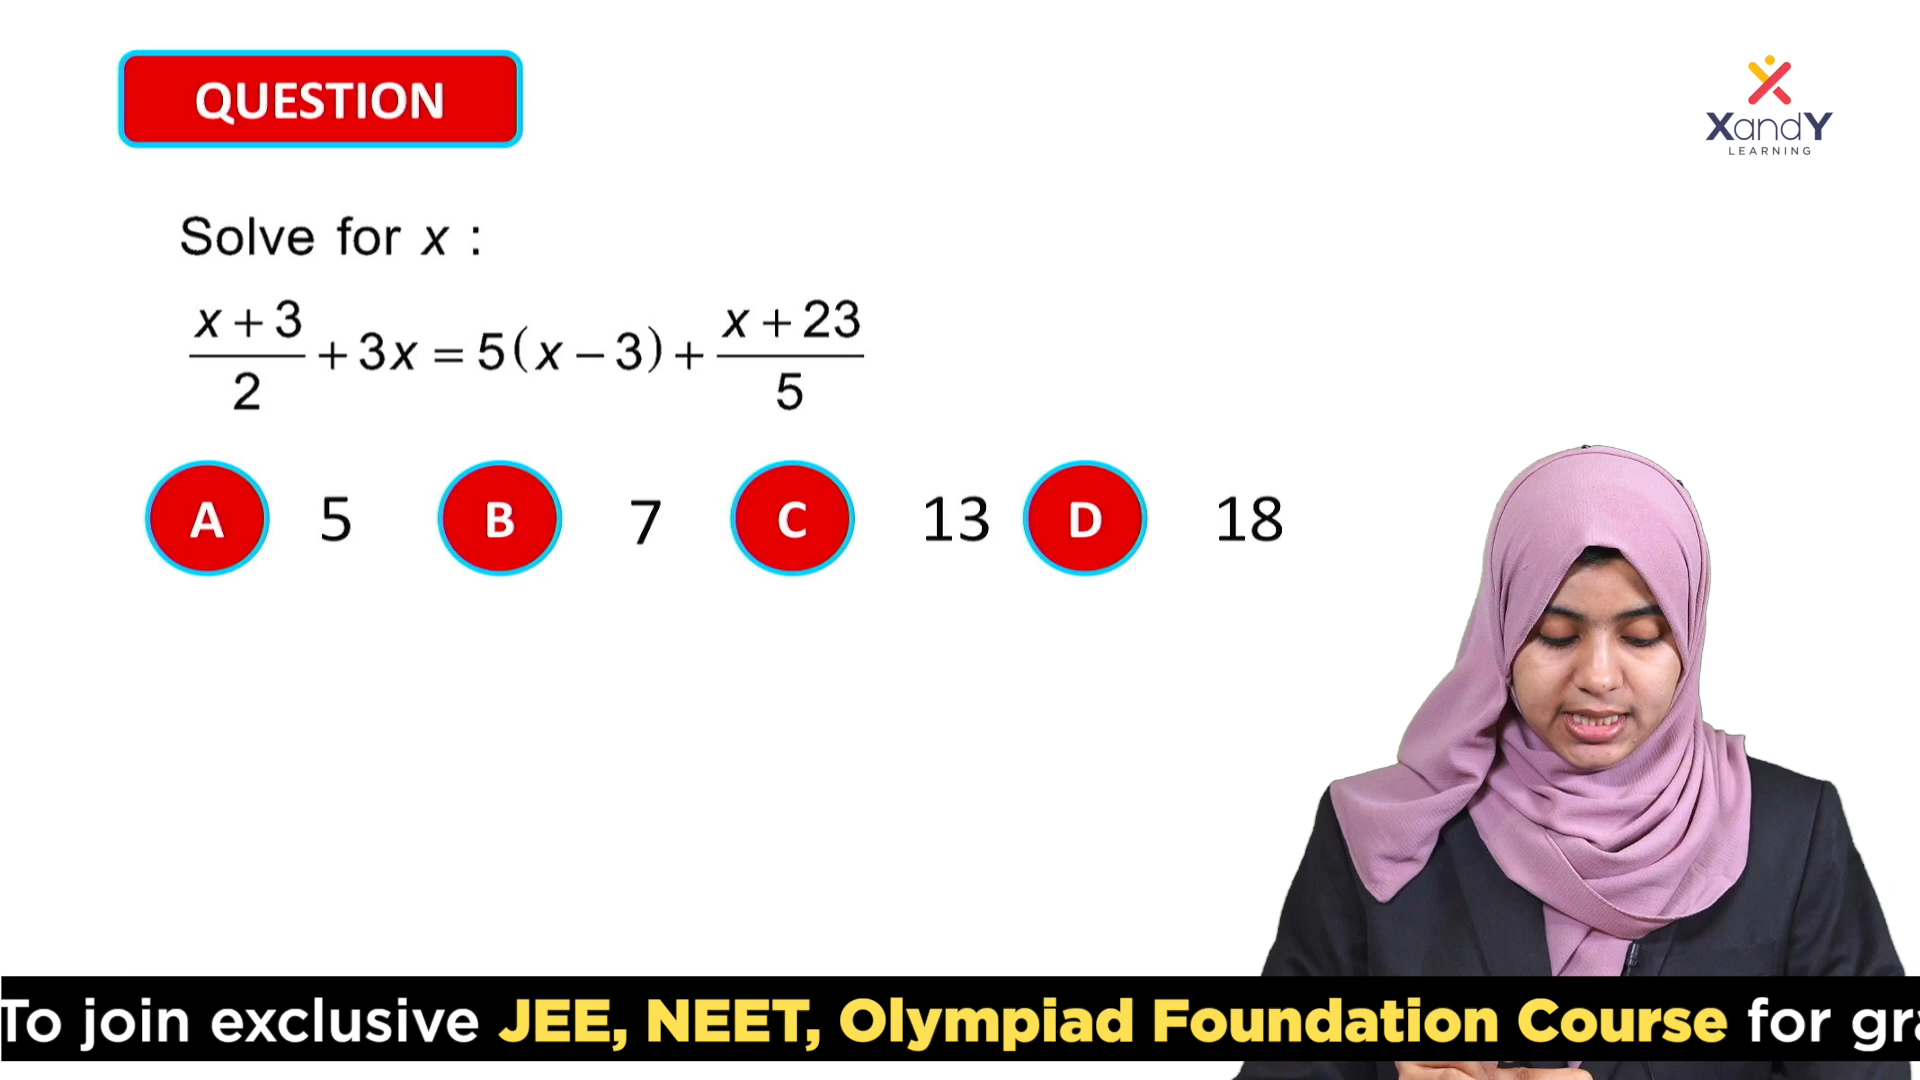 QUESTION
XandY
LEARNING
Solve for x :
(x + 3)/2 + 3x = 5(x − 3) + (x + 23)/5
A 5 B 7 C 13 D 18
To join exclusive JEE, NEET, Olympiad Foundation Course for gra